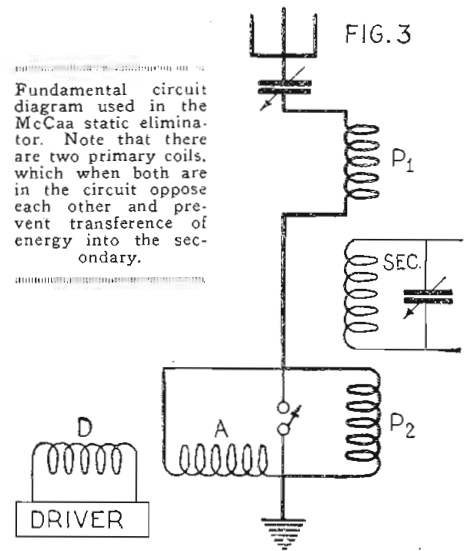 FIG. 3
Fundamental circuit
diagram used in the
McCaa static elimina-
tor. Note that there
are two primary coils,
which when both are
in the circuit oppose
each other and pre-
vent transference of
energy into the sec-
ondary.
P1
SEC.
A
P2
D
DRIVER